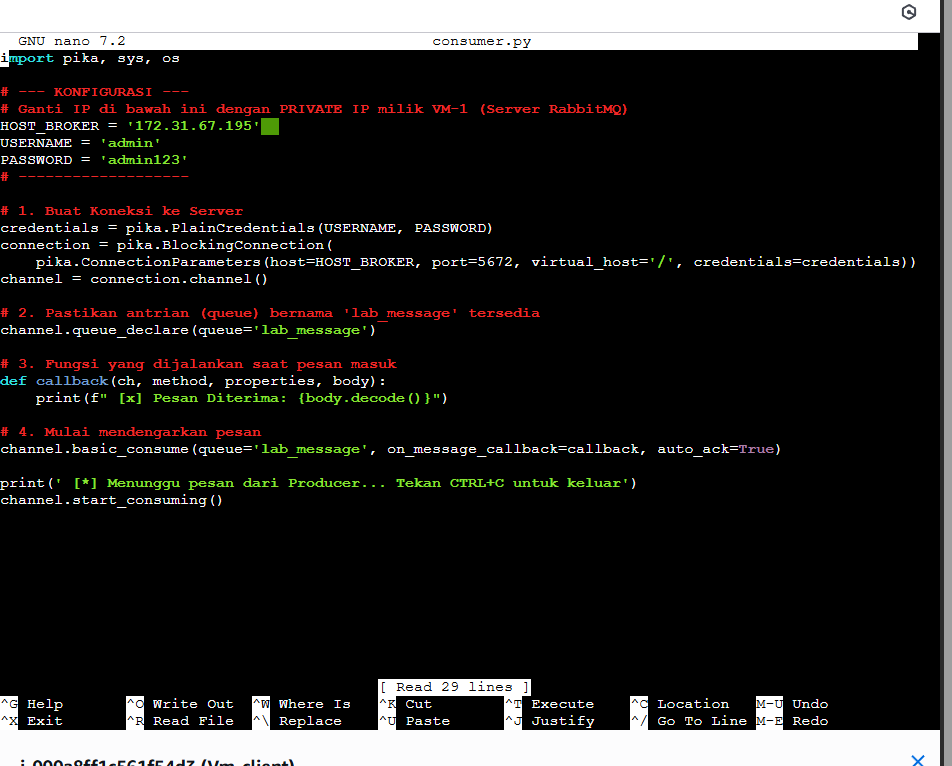 GNU nano 7.2 consumer.py
import pika, sys, os
# --- KONFIGURASI ---
# Ganti IP di bawah ini dengan PRIVATE IP milik VM-1 (Server RabbitMQ)
HOST_BROKER = '172.31.67.195'
USERNAME = 'admin'
PASSWORD = 'admin123'
# -------------------
# 1. Buat Koneksi ke Server
credentials = pika.PlainCredentials(USERNAME, PASSWORD)
connection = pika.BlockingConnection(
    pika.ConnectionParameters(host=HOST_BROKER, port=5672, virtual_host='/', credentials=credentials))
channel = connection.channel()
# 2. Pastikan antrian (queue) bernama 'lab_message' tersedia
channel.queue_declare(queue='lab_message')
# 3. Fungsi yang dijalankan saat pesan masuk
def callback(ch, method, properties, body):
    print(f" [x] Pesan Diterima: {body.decode()}")
# 4. Mulai mendengarkan pesan
channel.basic_consume(queue='lab_message', on_message_callback=callback, auto_ack=True)
print(' [*] Menunggu pesan dari Producer... Tekan CTRL+C untuk keluar')
channel.start_consuming()
[ Read 29 lines ]
^G Help ^O Write Out ^W Where Is ^K Cut ^T Execute ^C Location M-U Undo
^X Exit ^R Read File ^\ Replace ^U Paste ^J Justify ^/ Go To Line M-E Redo
(Vm-client)